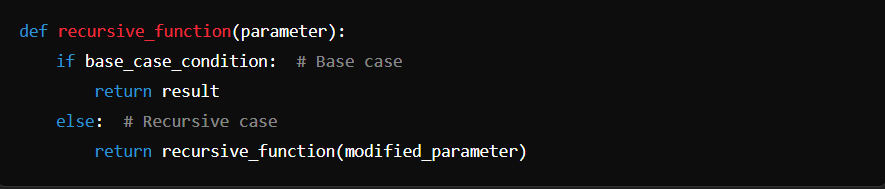 def recursive_function(parameter):
    if base_case_condition:  # Base case
        return result
    else:  # Recursive case
        return recursive_function(modified_parameter)